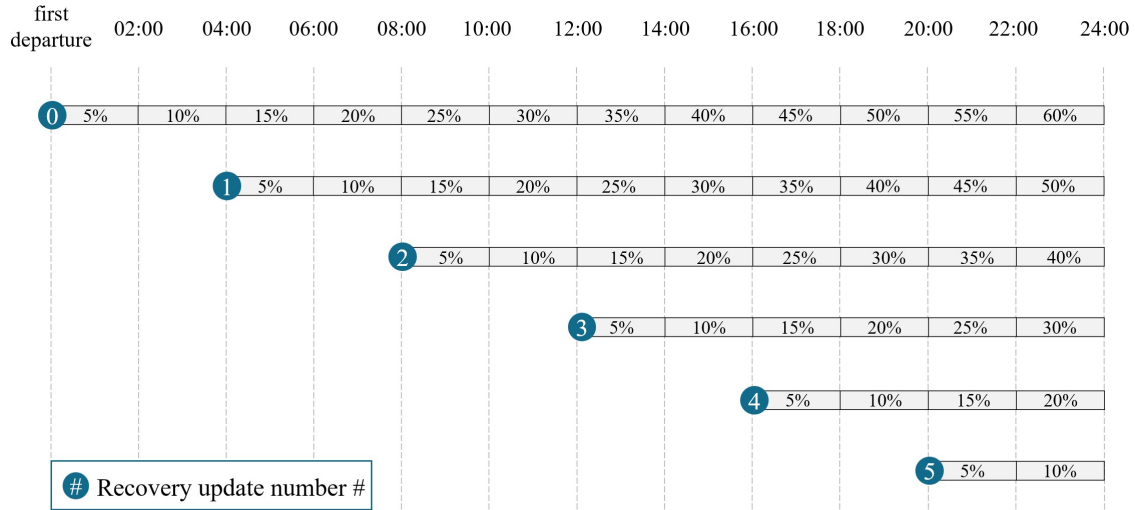 first
departure 02:00 04:00 06:00 08:00 10:00 12:00 14:00 16:00 18:00 20:00 22:00 24:00
0 5% 10% 15% 20% 25% 30% 35% 40% 45% 50% 55% 60%
1 5% 10% 15% 20% 25% 30% 35% 40% 45% 50%
2 5% 10% 15% 20% 25% 30% 35% 40%
3 5% 10% 15% 20% 25% 30%
4 5% 10% 15% 20%
5 5% 10%
# Recovery update number #